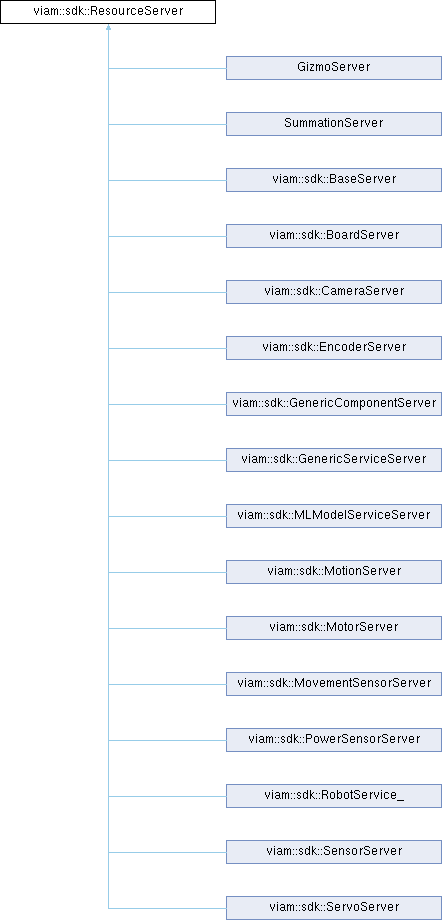 viam::sdk::ResourceServer
GizmoServer
SummationServer
viam::sdk::BaseServer
viam::sdk::BoardServer
viam::sdk::CameraServer
viam::sdk::EncoderServer
viam::sdk::GenericComponentServer
viam::sdk::GenericServiceServer
viam::sdk::MLModelServiceServer
viam::sdk::MotionServer
viam::sdk::MotorServer
viam::sdk::MovementSensorServer
viam::sdk::PowerSensorServer
viam::sdk::RobotService_
viam::sdk::SensorServer
viam::sdk::ServoServer